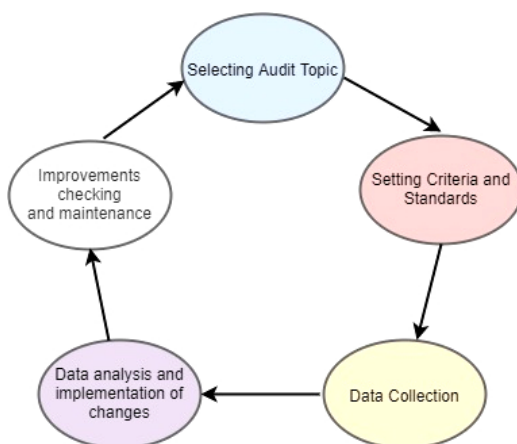 Selecting Audit Topic
Setting Criteria and
Standards
Data Collection
Data analysis and
implementation of
changes
Improvements
checking
and maintenance